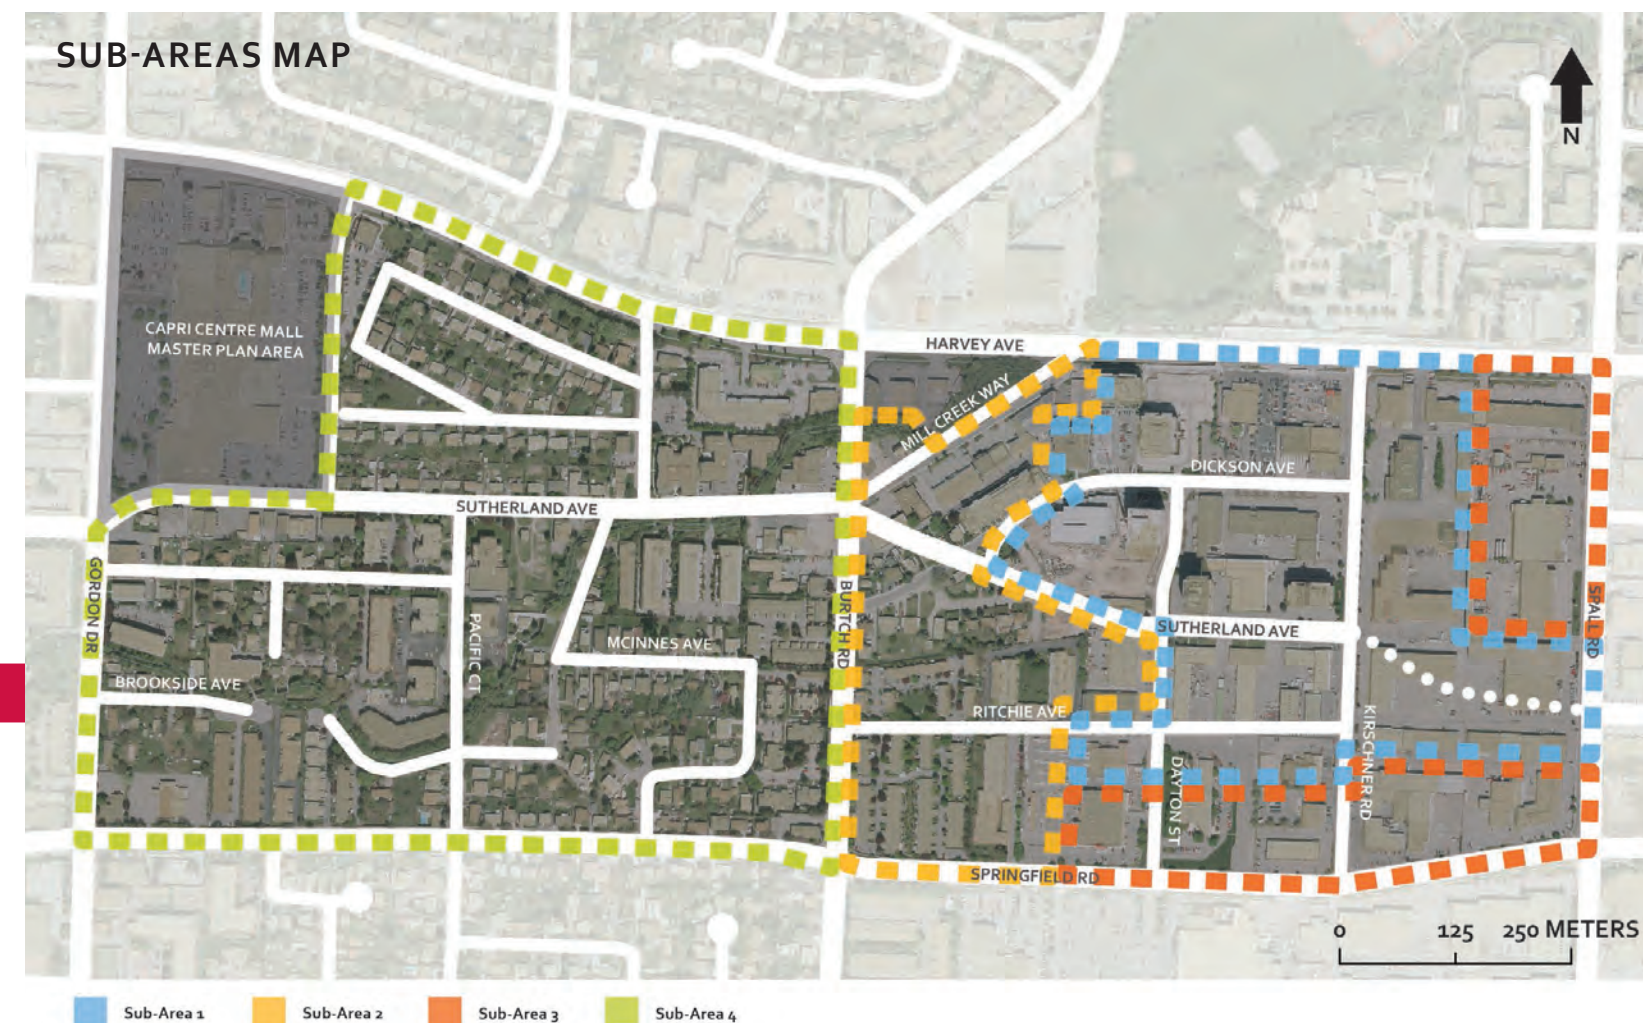 SUB-AREAS MAP
N
CAPRI CENTRE MALL
MASTER PLAN AREA
HARVEY AVE
MILL CREEK WAY
DICKSON AVE
SUTHERLAND AVE
GORDON DR
PACIFIC CT
BURTCH RD
SPALL RD
MCINNES AVE
SUTHERLAND AVE
BROOKSIDE AVE
RITCHIE AVE
KIRSCHNER RD
DAYTON ST
SPRINGFIELD RD
0 125 250 METERS
Sub-Area 1 Sub-Area 2 Sub-Area 3 Sub-Area 4